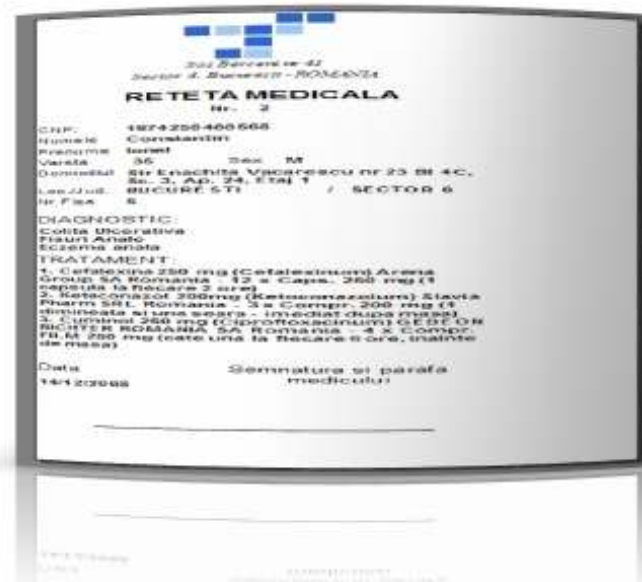 Sos Berceni nr 41
Sector 4, Bucuresti - ROMANIA
RETETA MEDICALA
Nr. 2
CNP:
Numele Constantin
Prenume Ionel
Varsta 36 Sex M
Domiciliul Str Enachita Vacarescu nr 23 Bl 4C,
Sc. 3, Ap. 24, Etaj 1
Loc./Jud. BUCURESTI / SECTOR 6
Nr Fisa 6
DIAGNOSTIC:
Colita Ulcerativa
Fisuri Anale
Eczema anala
TRATAMENT:
1. Cefalexina 250 mg (Cefalexinum) Arena
Group SA Romania - 12 x Caps. 250 mg (1
capsula la fiecare 2 ore)
2. Ketoconazol 200mg (Ketoconazolum) Slavia
Pharm SRL Romania - 3 x Compr. 200 mg (1
dimineata si una seara - imediat dupa masa)
3. Cuminol 250 mg (Ciprofloxacinum) GEDEON
RICHTER ROMANIA SA Romania - 4 x Compr.
FILM 250 mg (cate una la fiecare 6 ore, inainte
de masa)
Data Semnatura si parafa
14/12/2008 medicului